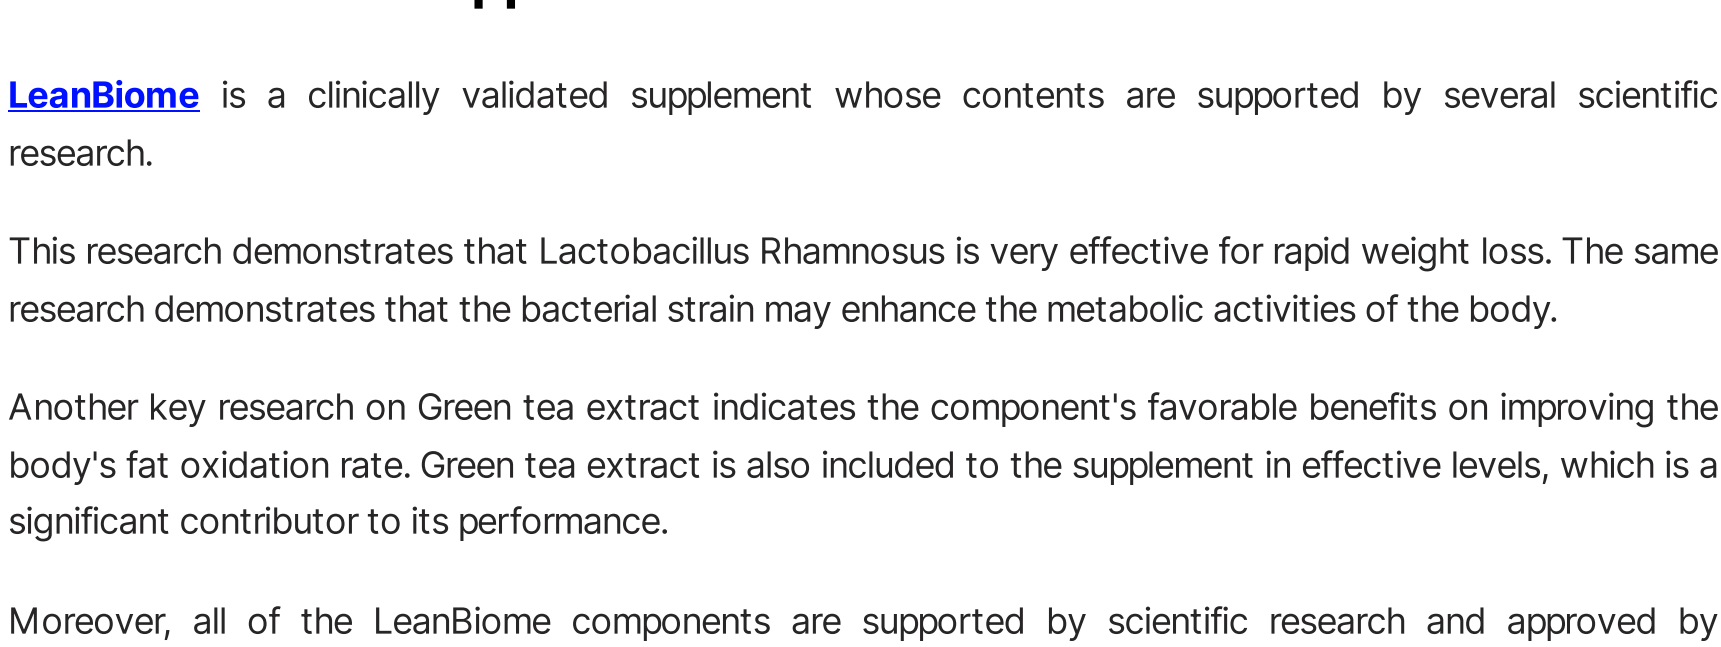 LeanBiome is a clinically validated supplement whose contents are supported by several scientific
research.
This research demonstrates that Lactobacillus Rhamnosus is very effective for rapid weight loss. The same
research demonstrates that the bacterial strain may enhance the metabolic activities of the body.
Another key research on Green tea extract indicates the component's favorable benefits on improving the
body's fat oxidation rate. Green tea extract is also included to the supplement in effective levels, which is a
significant contributor to its performance.
Moreover, all of the LeanBiome components are supported by scientific research and approved by